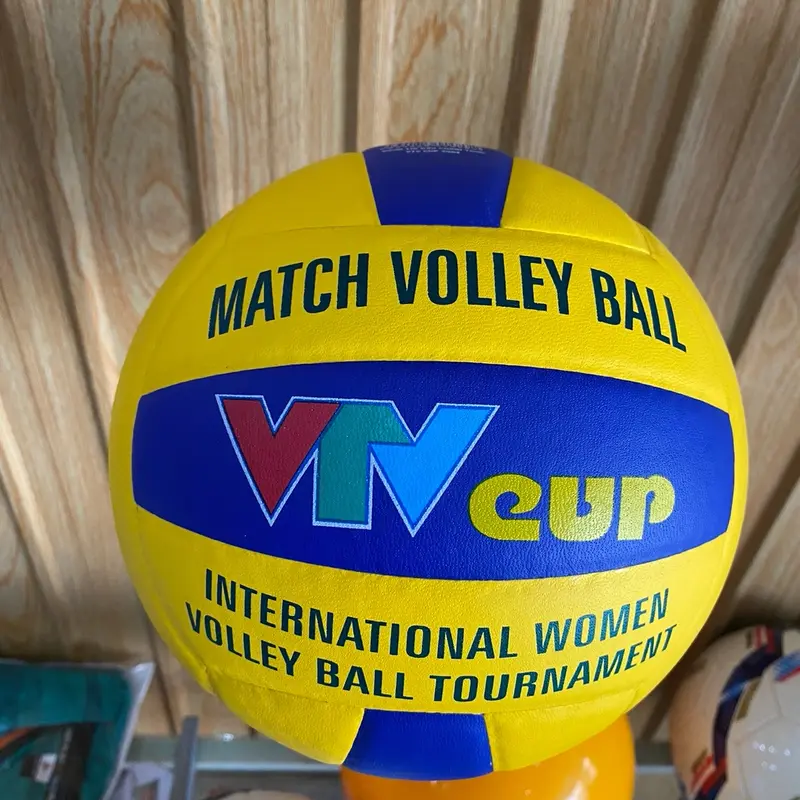 MATCH VOLLEY BALL
VTV cup
INTERNATIONAL WOMEN
VOLLEY BALL TOURNAMENT